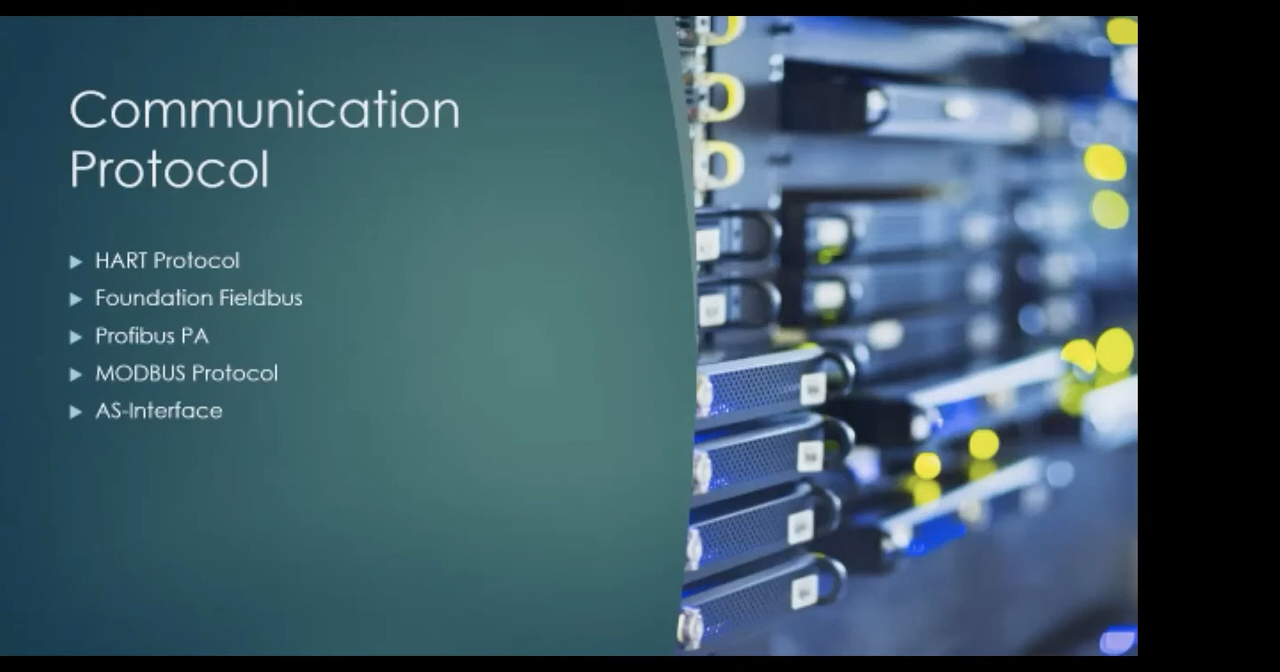 Communication
Protocol
HART Protocol
Foundation Fieldbus
Profibus PA
MODBUS Protocol
AS-Interface